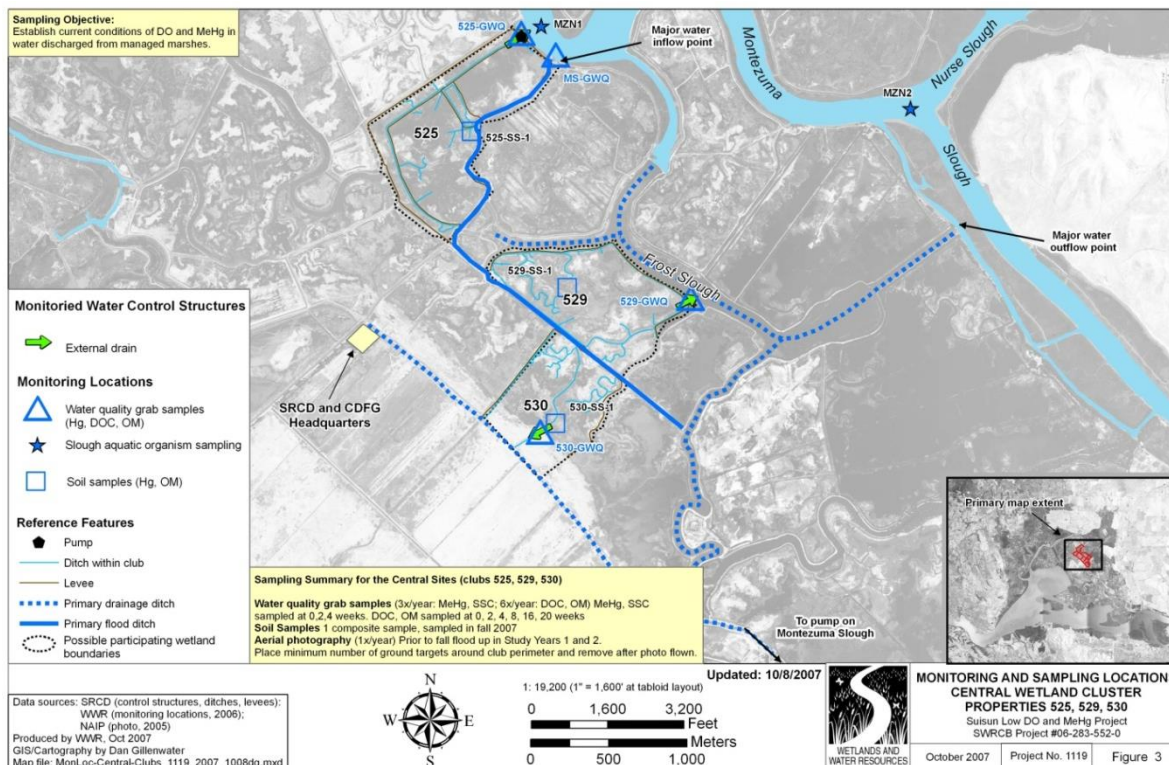 Sampling Objective:
Establish current conditions of DO and MeHg in
water discharged from managed marshes.
525-GWQ
MZN1
Major water
inflow point
MS-GWQ
Montezuma
Nurse Slough
MZN2
Slough
525
525-SS-1
Major water
outflow point
529-SS-1
529
Frost Slough
529-GWQ
SRCD and CDFG
Headquarters
530
530-SS-1
530-GWQ
Monitoried Water Control Structures
External drain
Monitoring Locations
Water quality grab samples
(Hg, DOC, OM)
Slough aquatic organism sampling
Soil samples (Hg, OM)
Reference Features
Pump
Ditch within club
Levee
Primary drainage ditch
Primary flood ditch
Possible participating wetland
boundaries
Sampling Summary for the Central Sites (clubs 525, 529, 530)
Water quality grab samples (3x/year: MeHg, SSC; 6x/year: DOC, OM) MeHg, SSC
sampled at 0,2,4 weeks. DOC, OM sampled at 0, 2, 4, 8, 16, 20 weeks
Soil Samples 1 composite sample, sampled in fall 2007
Aerial photography (1x/year) Prior to fall flood up in Study Years 1 and 2.
Place minimum number of ground targets around club perimeter and remove after photo flown.
To pump on
Montezuma Slough
Primary map extent
Updated: 10/8/2007
Data sources: SRCD (control structures, ditches, levees);
WWR (monitoring locations, 2006);
NAIP (photo, 2005)
Produced by WWR, Oct 2007
GIS/Cartography by Dan Gillenwater
Map file: MonLoc-Central-Clubs_1119_2007_1008dg.mxd
N
W E
S
1: 19,200 (1" = 1,600' at tabloid layout)
0 1,600 3,200
Feet
Meters
0 500 1,000
WETLANDS AND
WATER RESOURCES
MONITORING AND SAMPLING LOCATION
CENTRAL WETLAND CLUSTER
PROPERTIES 525, 529, 530
Suisun Low DO and MeHg Project
SWRCB Project #06-283-552-0
October 2007
Project No. 1119
Figure 3